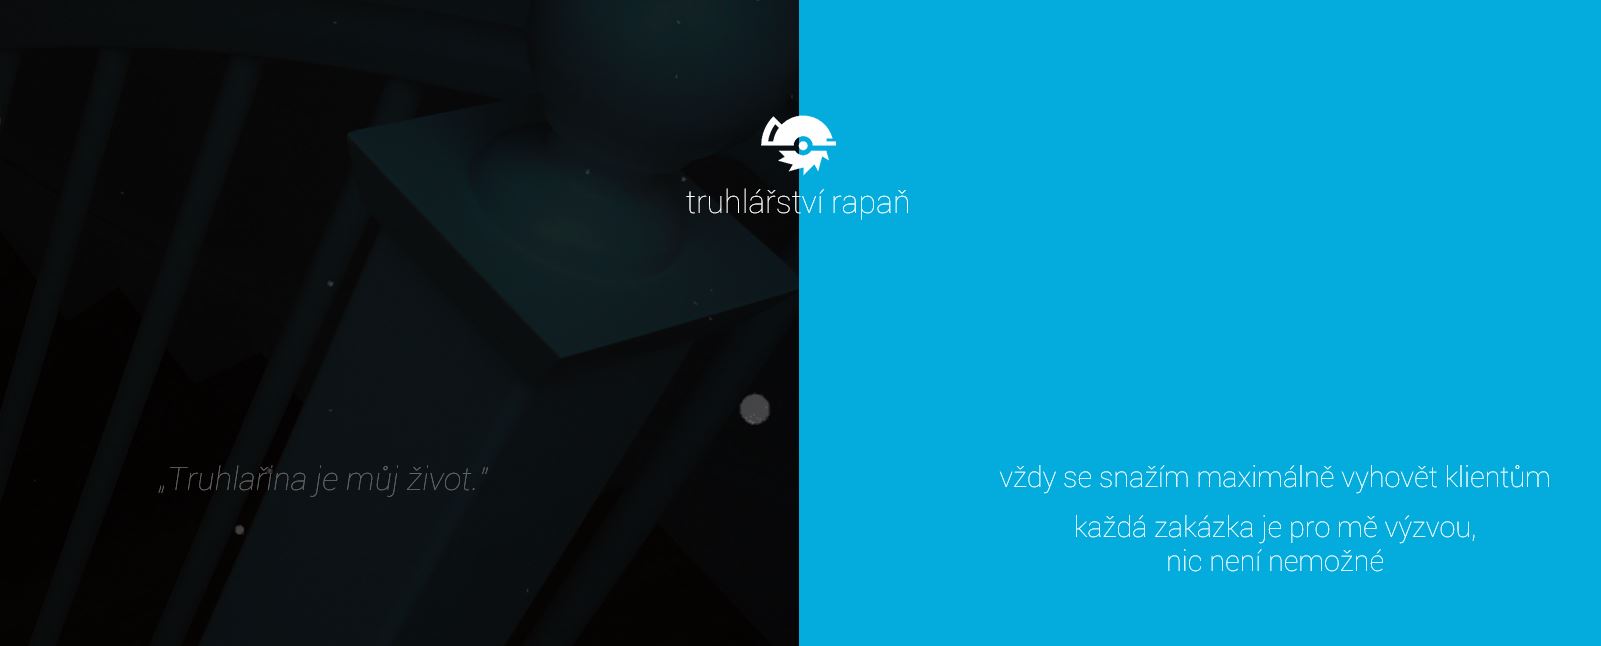 truhlářství rapaň
„Truhlařina je můj život."
vždy se snažím maximálně vyhovět klientům
každá zakázka je pro mě výzvou,
nic není nemožné